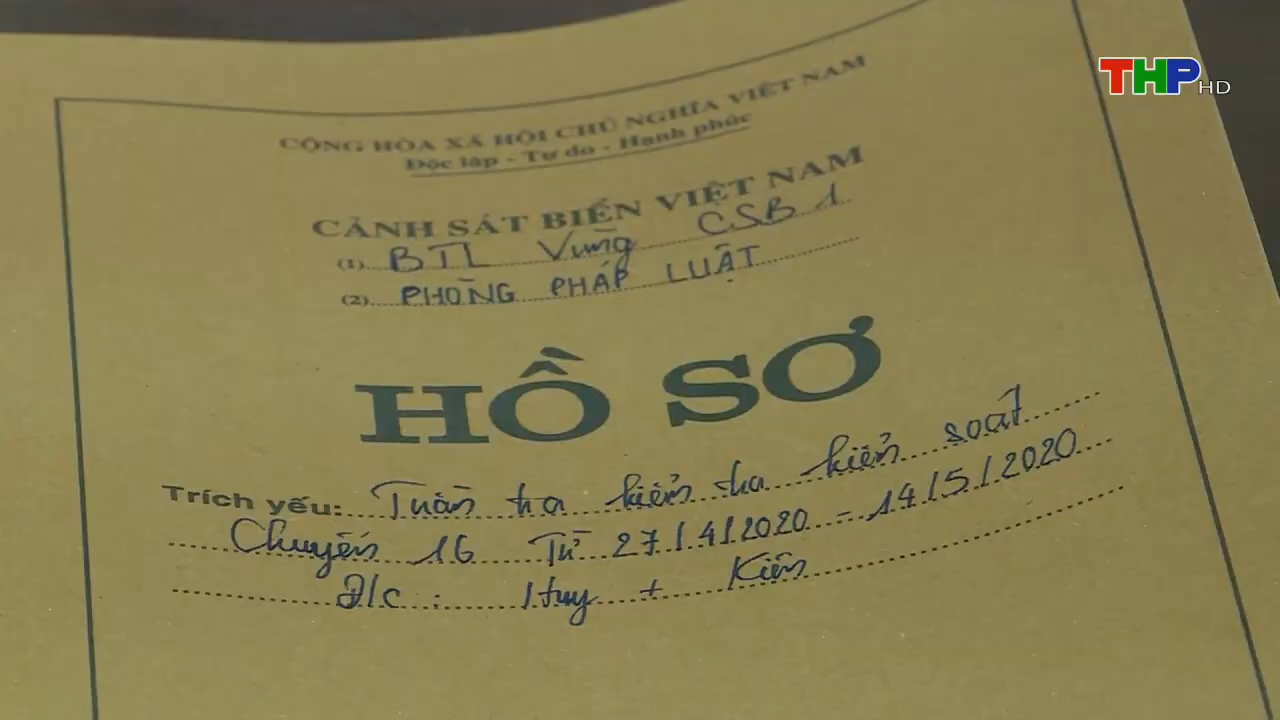 THP HD
CỘNG HÒA XÃ HỘI CHỦ NGHĨA VIỆT NAM
Độc lập - Tự do - Hạnh phúc
CẢNH SÁT BIỂN VIỆT NAM
(1) BTL Vùng CSB 1
(2) PHÒNG PHÁP LUẬT
HỒ SƠ
Trích yếu: Tuần tra kiểm tra kiểm soát
Chuyến 16 Từ 27/4/2020 - 14/5/2020
Đ/c : Huy + Kiên